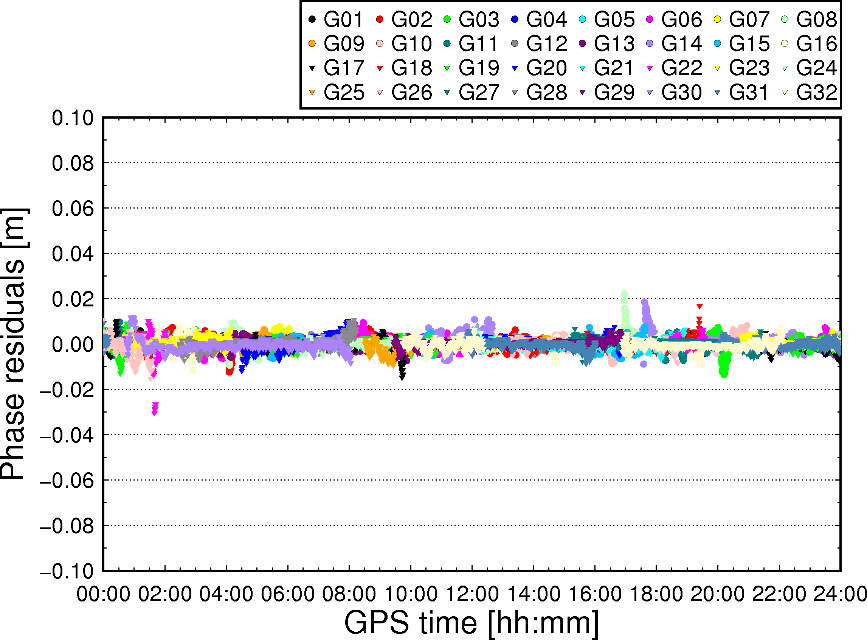 G01 G02 G03 G04 G05 G06 G07 G08
G09 G10 G11 G12 G13 G14 G15 G16
G17 G18 G19 G20 G21 G22 G23 G24
G25 G26 G27 G28 G29 G30 G31 G32
Phase residuals [m]
0.10
0.08
0.06
0.04
0.02
0.00
−0.02
−0.04
−0.06
−0.08
−0.10
00:00 02:00 04:00 06:00 08:00 10:00 12:00 14:00 16:00 18:00 20:00 22:00 24:00
GPS time [hh:mm]